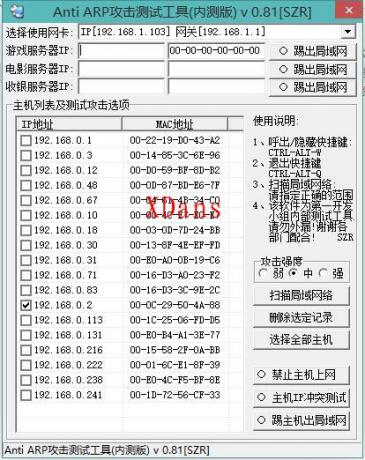 Anti ARP攻击测试工具(内测版) v 0.81[SZR]
选择使用网卡: IP[192.168.1.103] 网关[192.168.1.1]
游戏服务器IP: 00-00-00-00-00-00 踢出局域网
电影服务器IP: 踢出局域网
收银服务器IP: 踢出局域网
主机列表及测试攻击选项
IP地址 MAC地址
192.168.0.1 00-22-19-D0-43-A2
192.168.0.3 00-14-85-3C-6E-96
192.168.0.12 00-D0-59-BF-8D-B2
192.168.0.48 00-0D-87-BD-E6-7F
192.168.0.67
192.168.0.10
192.168.0.18 00-03-0D-7D-24-BB
192.168.0.30 00-13-8F-4E-EF-FD
192.168.0.31 00-E0-A0-0B-19-C6
192.168.0.71 00-16-D3-A0-23-F2
192.168.0.83 00-16-D3-3C-9E-2C
192.168.0.2 00-0C-29-50-4A-88
192.168.0.113 00-1C-25-06-FD-D5
192.168.0.131 00-E0-B4-A1-3E-77
192.168.0.216 00-15-58-2F-0A-BB
192.168.0.222 00-01-6C-E1-8F-39
192.168.0.238 00-E0-4C-F5-BF-8E
192.168.0.241 00-1D-72-56-CF-33
XDans
使用说明:
1、呼出/隐藏快捷键:
CTRL-ALT-W
2、退出快捷键
CTRL-ALT-Q
3、扫描局域网络:
请指定正确的范围
4、该软件为第一开发
小组内部测试工具
请勿外漏!谢谢各
部门配合! SZR
攻击强度
弱 中 强
扫描局域网络
删除选定记录
选择全部主机
禁止主机上网
主机IP冲突测试
踢主机出局域网
Anti ARP攻击测试工具(内测版) v 0.81[SZR]